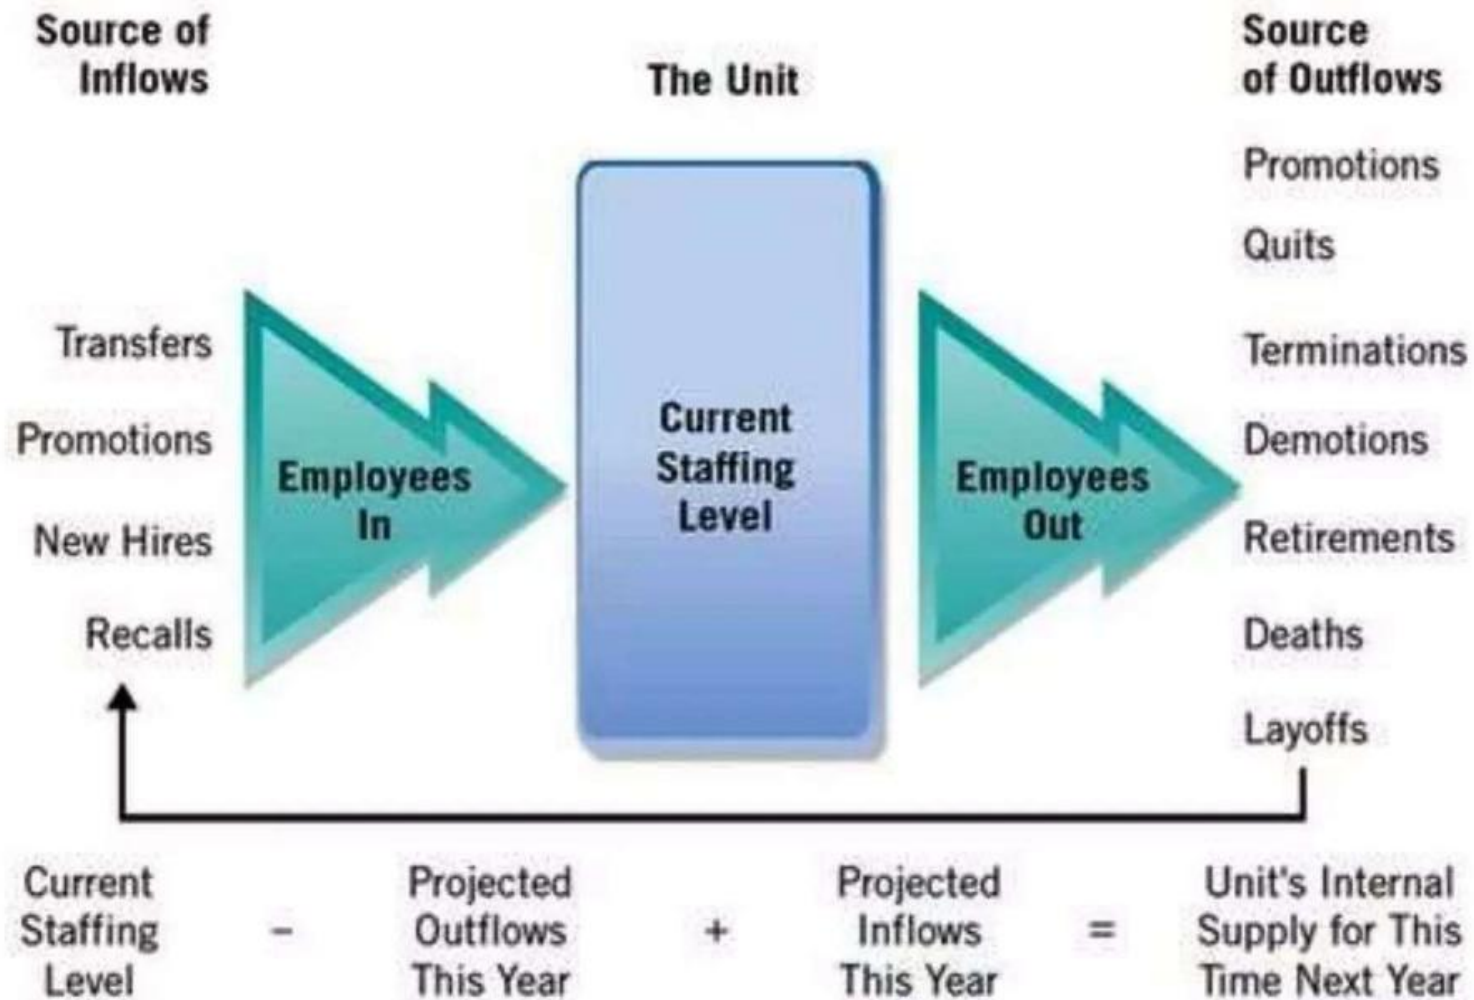 Source of
Inflows
The Unit
Source
of Outflows
Transfers
Promotions
New Hires
Recalls
Employees
In
Current
Staffing
Level
Employees
Out
Promotions
Quits
Terminations
Demotions
Retirements
Deaths
Layoffs
Current
Staffing
Level
-
Projected
Outflows
This Year
+
Projected
Inflows
This Year
=
Unit's Internal
Supply for This
Time Next Year